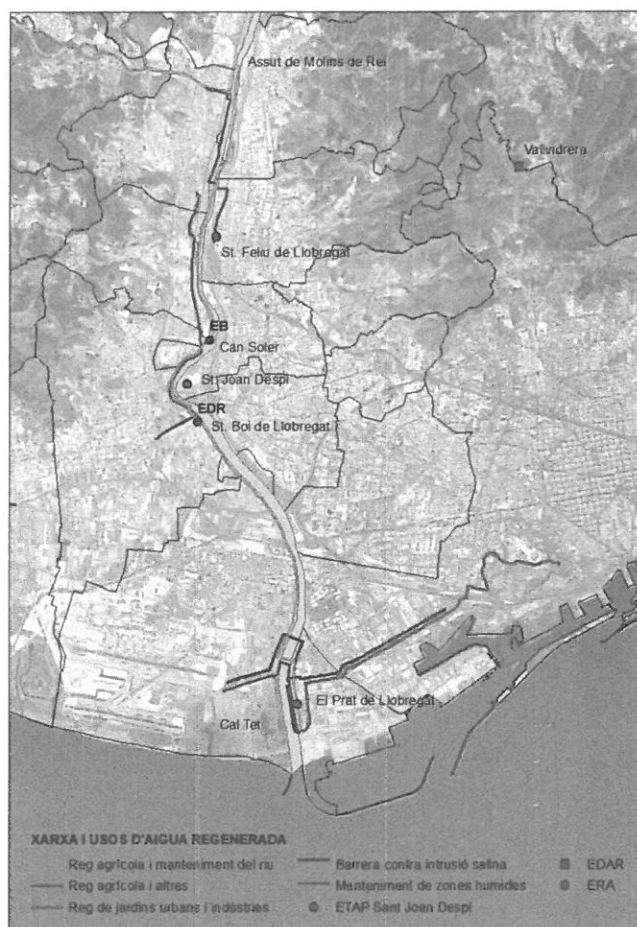 Assut de Molins de Rei
Vallvidrera
St. Feliu de Llobregat
EB
Can Soler
St. Joan Despí
EDR
St. Boi de Llobregat
El Prat de Llobregat
Cal Tet
XARXA I USOS D'AIGUA REGENERADA
Reg agrícola i manteniment del riu
Reg agrícola i altres
Reg de jardins urbans i indústries
Barrera contra intrusió salina
Manteniment de zones humides
ETAP Sant Joan Despí
EDAR
ERA